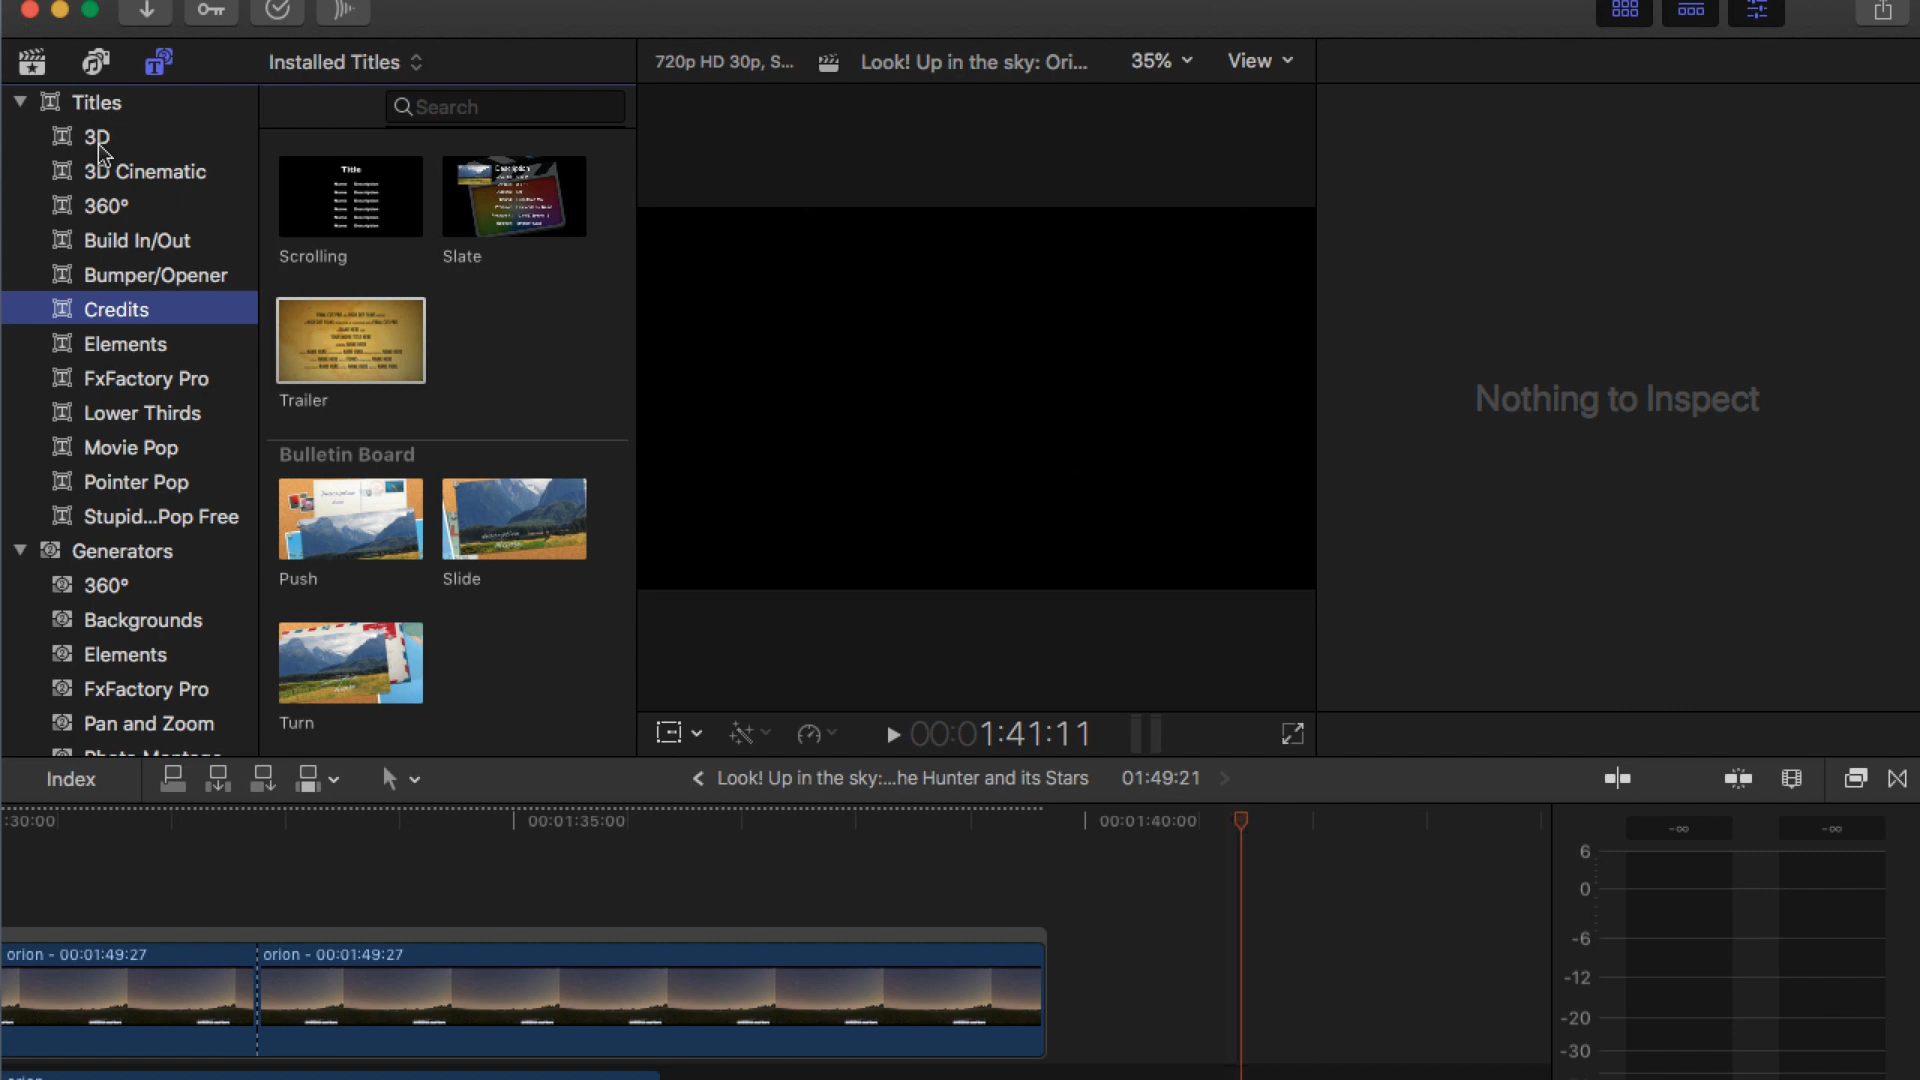 Installed Titles
720p HD 30p, S...
Look! Up in the sky: Ori...
35%
View
Titles
Search
3D
3D Cinematic
360°
Build In/Out
Bumper/Opener
Credits
Elements
FxFactory Pro
Lower Thirds
Movie Pop
Pointer Pop
Stupid...Pop Free
Generators
360°
Backgrounds
Elements
FxFactory Pro
Pan and Zoom
Title
Scrolling
Description
Slate
Trailer
Bulletin Board
Push
Slide
Turn
Nothing to Inspect
00:01:41:11
Index
Look! Up in the sky:...he Hunter and its Stars
01:49:21
:30:00
00:01:35:00
00:01:40:00
orion - 00:01:49:27
orion - 00:01:49:27
-∞
-∞
6
0
-6
-12
-20
-30